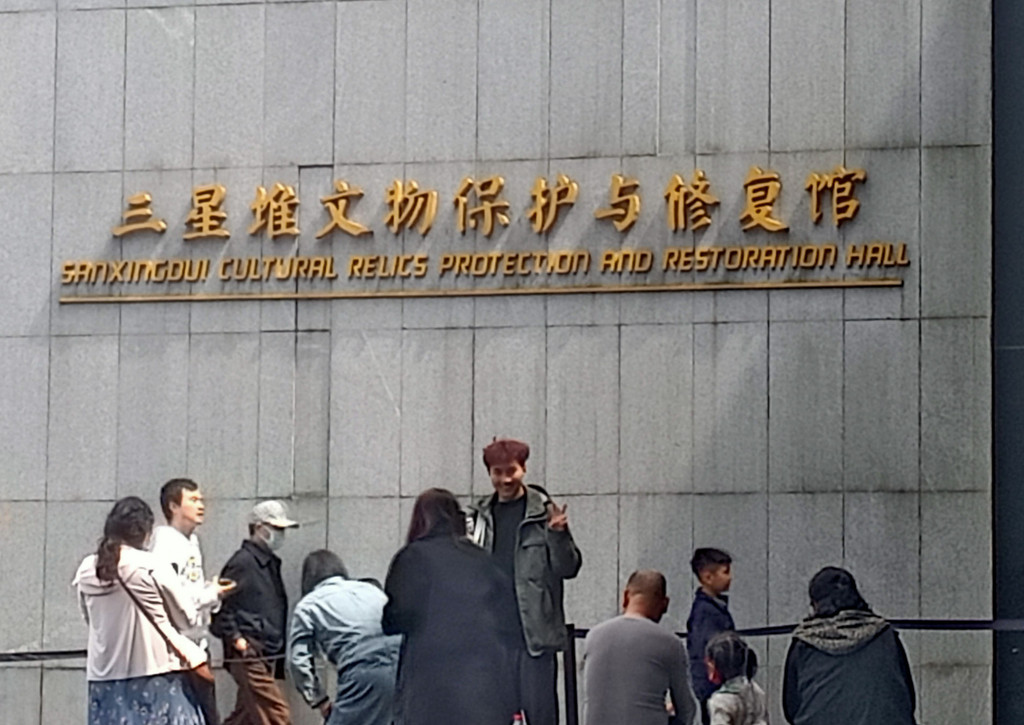 三星堆文物保护与修复馆
SANXINGDUI CULTURAL RELICS PROTECTION AND RESTORATION HALL